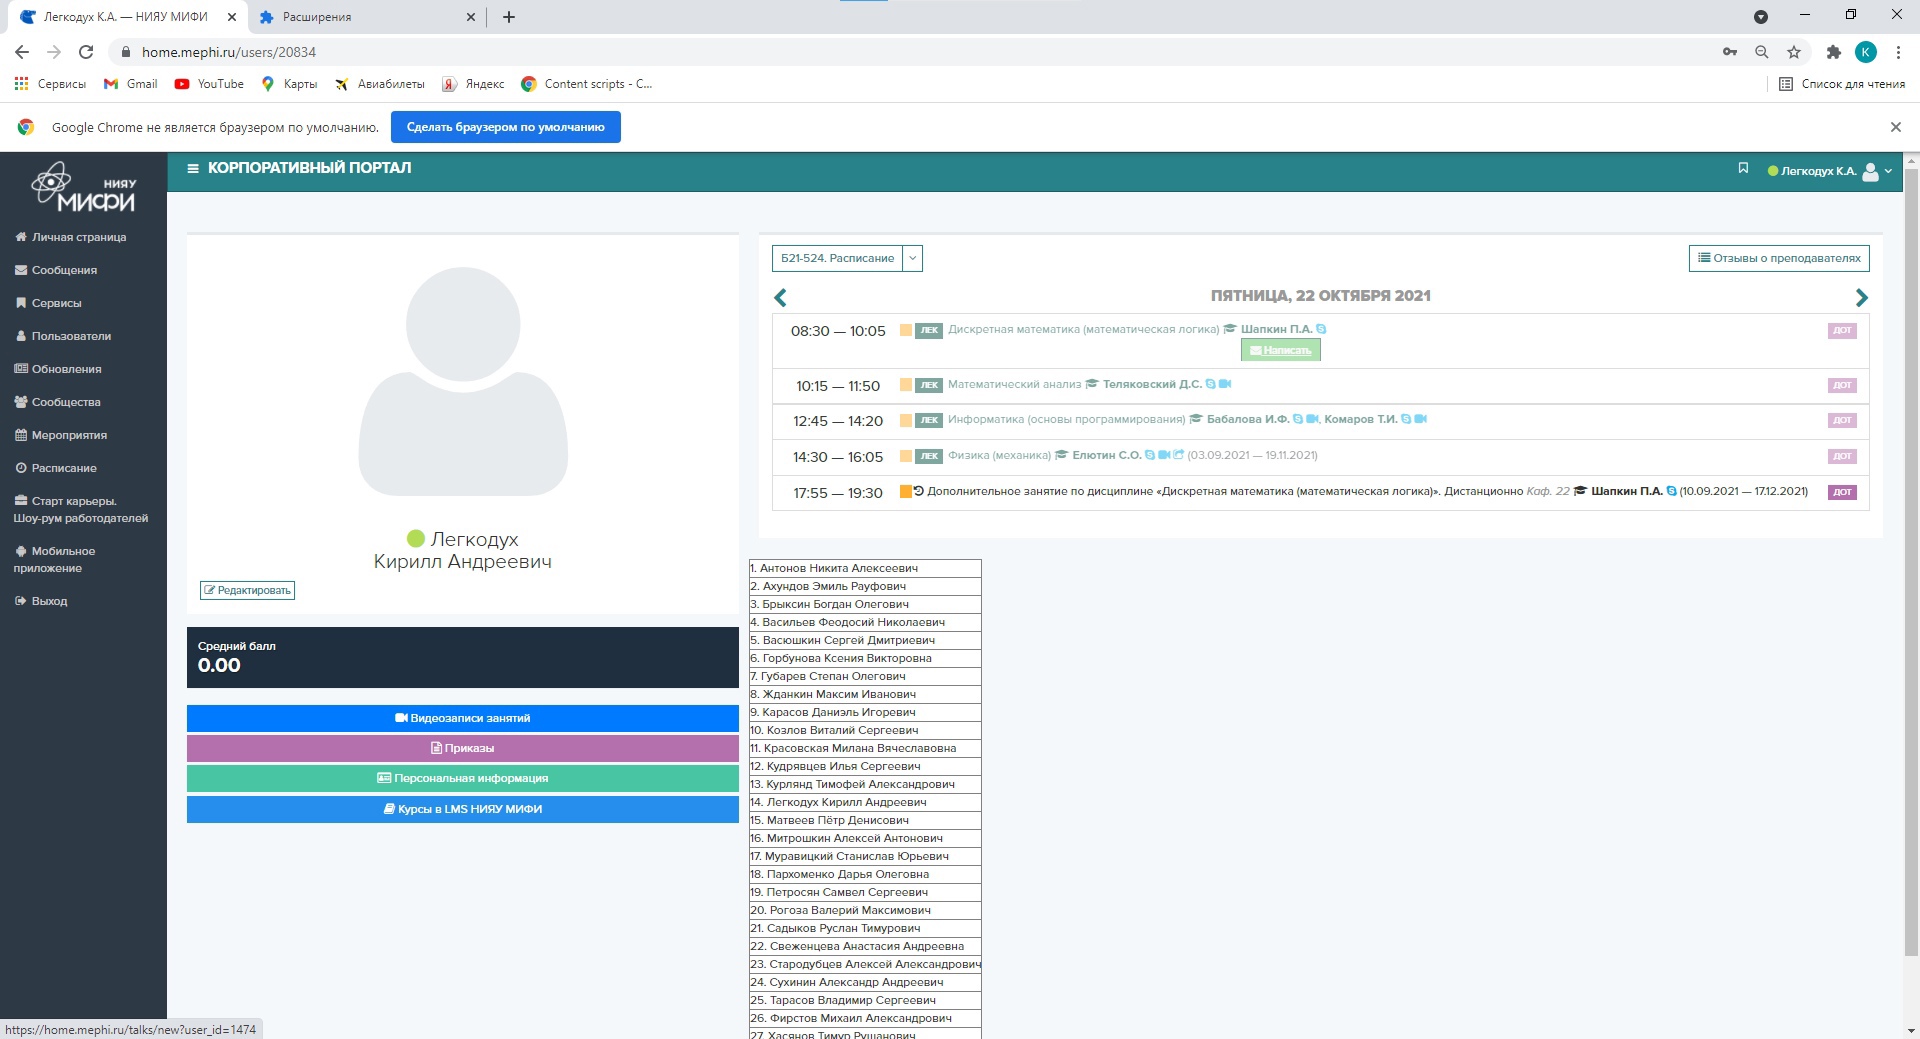 Легкодух К.А. — НИЯУ МИФИ
Расширения
home.mephi.ru/users/20834
K
Сервисы
Gmail
YouTube
Карты
Авиабилеты
Яндекс
Content scripts - C...
Список для чтения
Google Chrome не является браузером по умолчанию.
Сделать браузером по умолчанию
НИЯУ
МИФИ
КОРПОРАТИВНЫЙ ПОРТАЛ
Легкодух К.А.
Личная страница
Сообщения
Сервисы
Пользователи
Обновления
Сообщества
Мероприятия
Расписание
Старт карьеры.
Шоу-рум работодателей
Мобильное
приложение
Выход
Легкодух
Кирилл Андреевич
Редактировать
Средний балл
0.00
Видеозаписи занятий
Приказы
Персональная информация
Курсы в LMS НИЯУ МИФИ
Б21-524. Расписание
Отзывы о преподавателях
ПЯТНИЦА, 22 ОКТЯБРЯ 2021
08:30 — 10:05 ЛЕК Дискретная математика (математическая логика) Шапкин П.А. ДОТ
Написать
10:15 — 11:50 ЛЕК Математический анализ Теляковский Д.С. ДОТ
12:45 — 14:20 ЛЕК Информатика (основы программирования) Бабалова И.Ф. , Комаров Т.И. ДОТ
14:30 — 16:05 ЛЕК Физика (механика) Елютин С.О. (03.09.2021 — 19.11.2021) ДОТ
17:55 — 19:30 Дополнительное занятие по дисциплине «Дискретная математика (математическая логика)». Дистанционно Каф. 22 Шапкин П.А. (10.09.2021 — 17.12.2021) ДОТ
1. Антонов Никита Алексеевич
2. Ахундов Эмиль Рауфович
3. Брыксин Богдан Олегович
4. Васильев Феодосий Николаевич
5. Васюшкин Сергей Дмитриевич
6. Горбунова Ксения Викторовна
7. Губарев Степан Олегович
8. Жданкин Максим Иванович
9. Карасов Даниэль Игоревич
10. Козлов Виталий Сергеевич
11. Красовская Милана Вячеславовна
12. Кудрявцев Илья Сергеевич
13. Курлянд Тимофей Александрович
14. Легкодух Кирилл Андреевич
15. Матвеев Пётр Денисович
16. Митрошкин Алексей Антонович
17. Муравицкий Станислав Юрьевич
18. Пархоменко Дарья Олеговна
19. Петросян Самвел Сергеевич
20. Рогоза Валерий Максимович
21. Садыков Руслан Тимурович
22. Свеженцева Анастасия Андреевна
23. Стародубцев Алексей Александрович
24. Сухинин Александр Андреевич
25. Тарасов Владимир Сергеевич
26. Фирстов Михаил Александрович
27. Хасянов Тимур Рушанович
https://home.mephi.ru/talks/new?user_id=1474